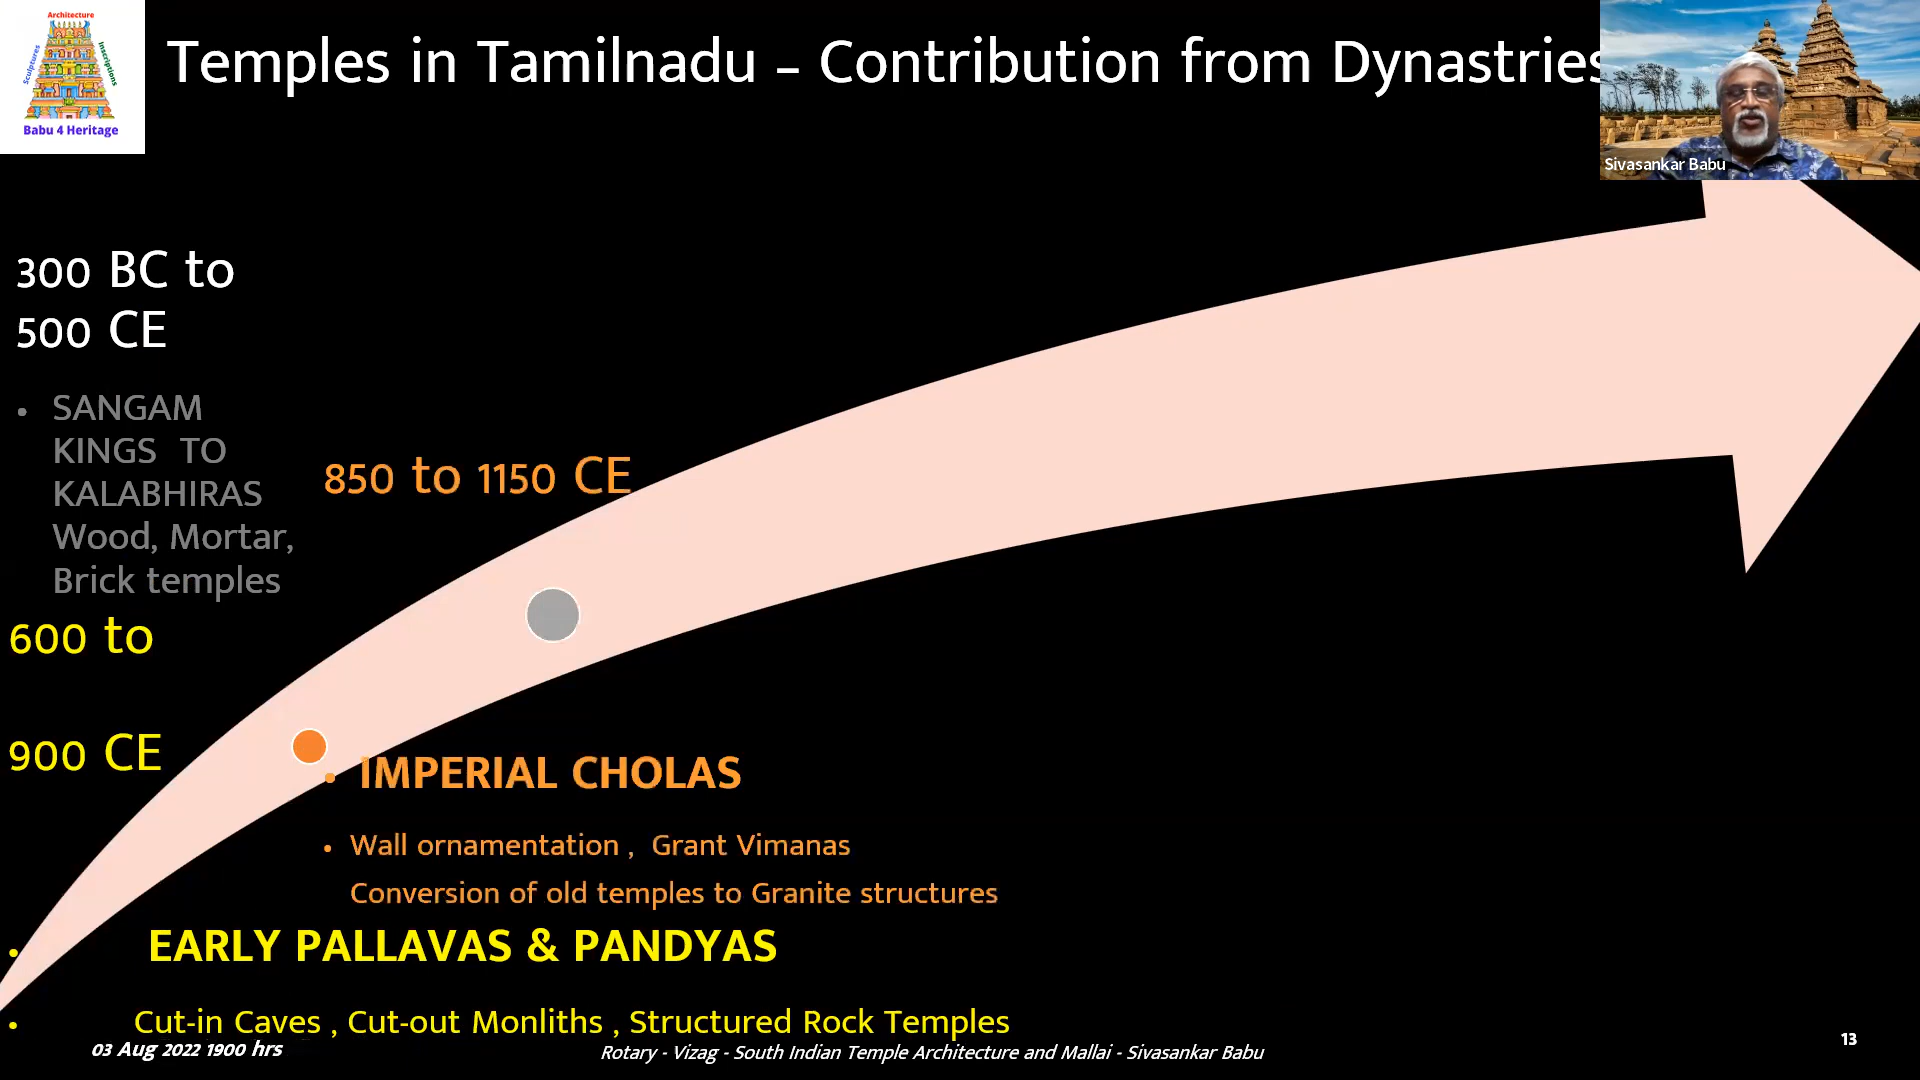 Architecture
Sculptures
Inscriptions
Babu 4 Heritage
Temples in Tamilnadu – Contribution from Dynastries
Sivasankar Babu
300 BC to
500 CE
• SANGAM
KINGS TO
KALABHIRAS
Wood, Mortar,
Brick temples
850 to 1150 CE
600 to
900 CE
• IMPERIAL CHOLAS
• Wall ornamentation , Grant Vimanas
Conversion of old temples to Granite structures
• EARLY PALLAVAS & PANDYAS
• Cut-in Caves , Cut-out Monliths , Structured Rock Temples
03 Aug 2022 1900 hrs
Rotary - Vizag - South Indian Temple Architecture and Mallai - Sivasankar Babu
13